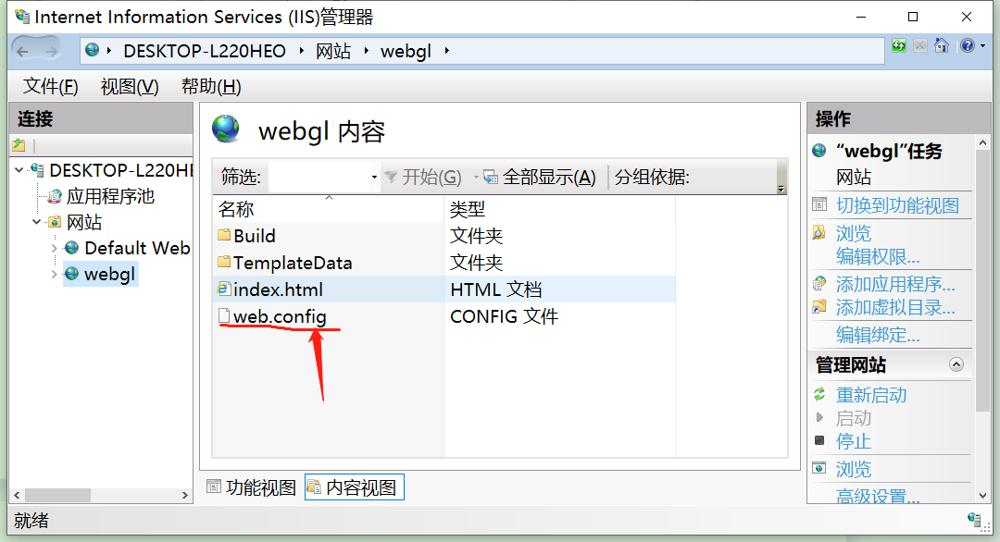 Internet Information Services (IIS)管理器
DESKTOP-L220HEO 网站 webgl
文件(F) 视图(V) 帮助(H)
连接
DESKTOP-L220HE
应用程序池
网站
Default Web
webgl
webgl 内容
筛选: 开始(G) 全部显示(A) 分组依据:
名称 类型
Build 文件夹
TemplateData 文件夹
index.html HTML 文档
web.config CONFIG 文件
功能视图 内容视图
操作
“webgl”任务
网站
切换到功能视图
浏览
编辑权限...
添加应用程序...
添加虚拟目录...
编辑绑定...
管理网站
重新启动
启动
停止
浏览
高级设置...
就绪